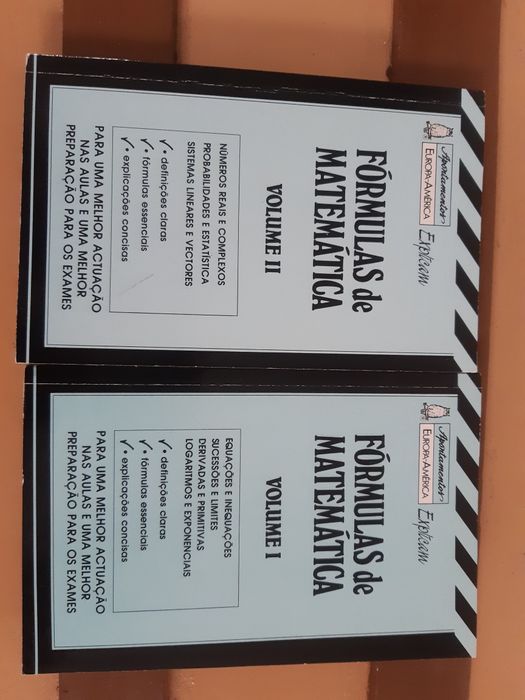 Apontamentos
EUROPA-AMÉRICA
Explicam
FÓRMULAS de
MATEMÁTICA
VOLUME II
NÚMEROS REAIS E COMPLEXOS
PROBABILIDADES E ESTATÍSTICA
SISTEMAS LINEARES E VECTORES
✓• definições claras
✓• fórmulas essenciais
✓• explicações concisas
PARA UMA MELHOR ACTUAÇÃO
NAS AULAS E UMA MELHOR
PREPARAÇÃO PARA OS EXAMES
Apontamentos
EUROPA-AMÉRICA
Explicam
FÓRMULAS de
MATEMÁTICA
VOLUME I
EQUAÇÕES E INEQUAÇÕES
SUCESSÕES E LIMITES
DERIVADAS E PRIMITIVAS
LOGARITMOS E EXPONENCIAIS
✓• definições claras
✓• fórmulas essenciais
✓• explicações concisas
PARA UMA MELHOR ACTUAÇÃO
NAS AULAS E UMA MELHOR
PREPARAÇÃO PARA OS EXAMES